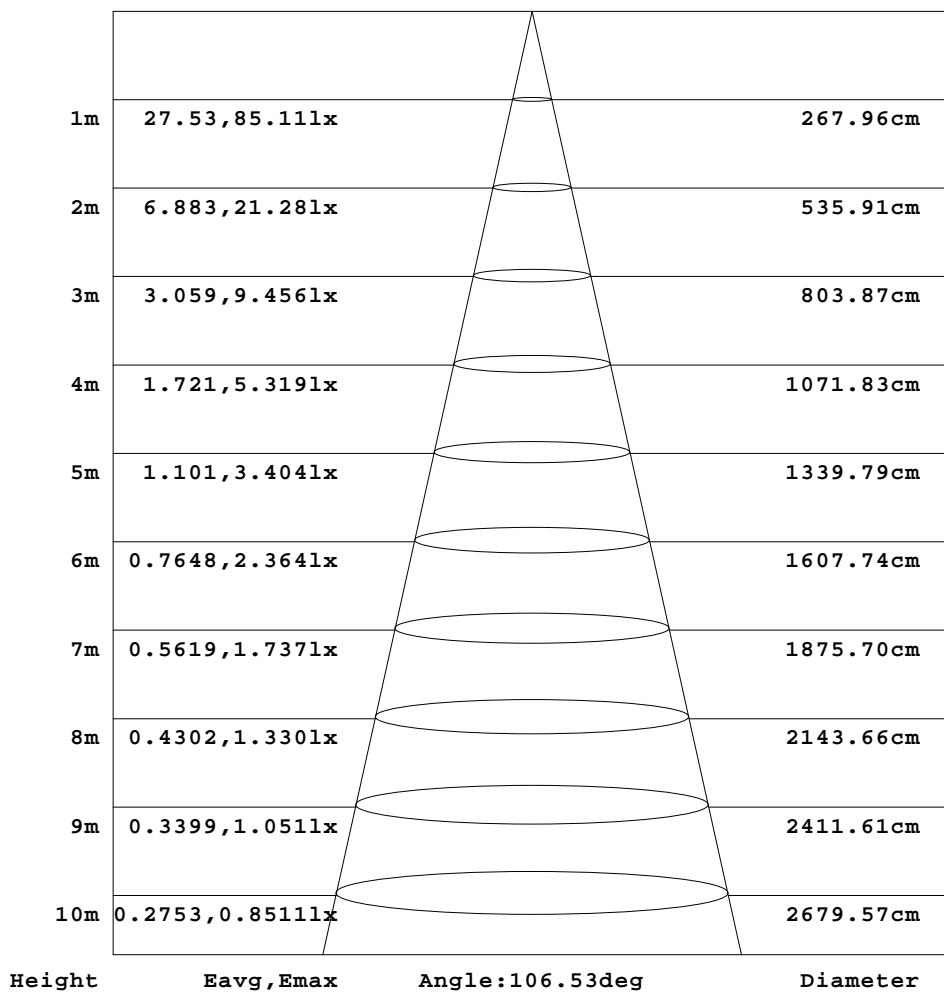 1m 27.53,85.11lx 267.96cm
2m 6.883,21.28lx 535.91cm
3m 3.059,9.456lx 803.87cm
4m 1.721,5.319lx 1071.83cm
5m 1.101,3.404lx 1339.79cm
6m 0.7648,2.364lx 1607.74cm
7m 0.5619,1.737lx 1875.70cm
8m 0.4302,1.330lx 2143.66cm
9m 0.3399,1.051lx 2411.61cm
10m 0.2753,0.8511lx 2679.57cm
Height Eavg,Emax Angle:106.53deg Diameter